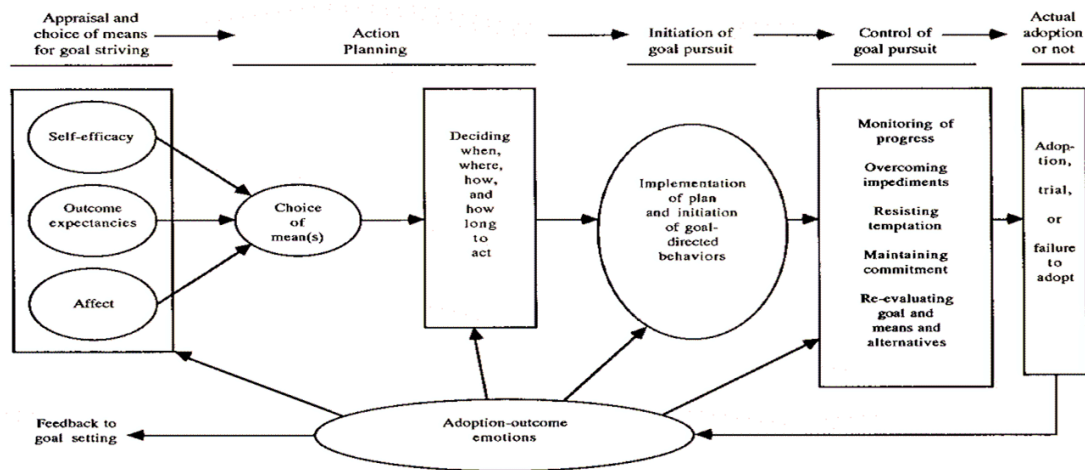 Appraisal and
choice of means
for goal striving
Action
Planning
Initiation of
goal pursuit
Control of
goal pursuit
Actual
adoption
or not
Self-efficacy
Outcome
expectancies
Affect
Choice
of
mean(s)
Deciding
when,
where,
how,
and
how
long
to
act
Implementation
of plan
and initiation
of goal-
directed
behaviors
Monitoring of
progress
Overcoming
impediments
Resisting
temptation
Maintaining
commitment
Re-evaluating
goal and
means and
alternatives
Adop-
tion,
trial,
or
failure
to
adopt
Feedback to
goal setting
Adoption-outcome
emotions